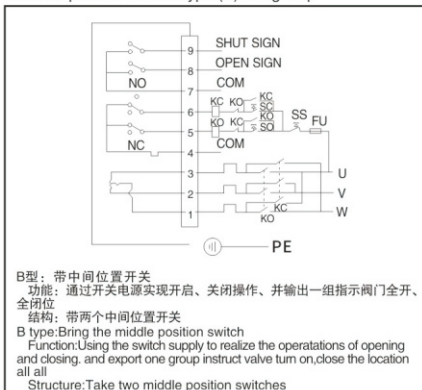 9 SHUT SIGN
8 OPEN SIGN
NO 7 COM
KC KO KC
6 SC
SS FU
KO KC KO
5 SO
NC 4 COM
3 U
2 V
1 KC W
KO
PE
B型：带中间位置开关
功能：通过开关电源实现开启、关闭操作、并输出一组指示阀门全开、
全闭位
结构：带两个中间位置开关
B type:Bring the middle position switch
Function:Using the switch supply to realize the operatations of opening
and closing. and export one group instruct valve turn on,close the location
all all
Structure:Take two middle position switches